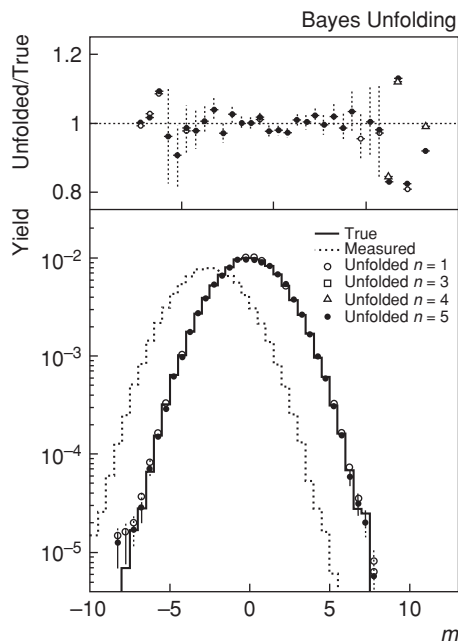 Bayes Unfolding
Unfolded/True
1.2
1
0.8
Yield
True
Measured
Unfolded n = 1
Unfolded n = 3
Unfolded n = 4
Unfolded n = 5
10⁻²
10⁻³
10⁻⁴
10⁻⁵
−10
−5
0
5
10
m